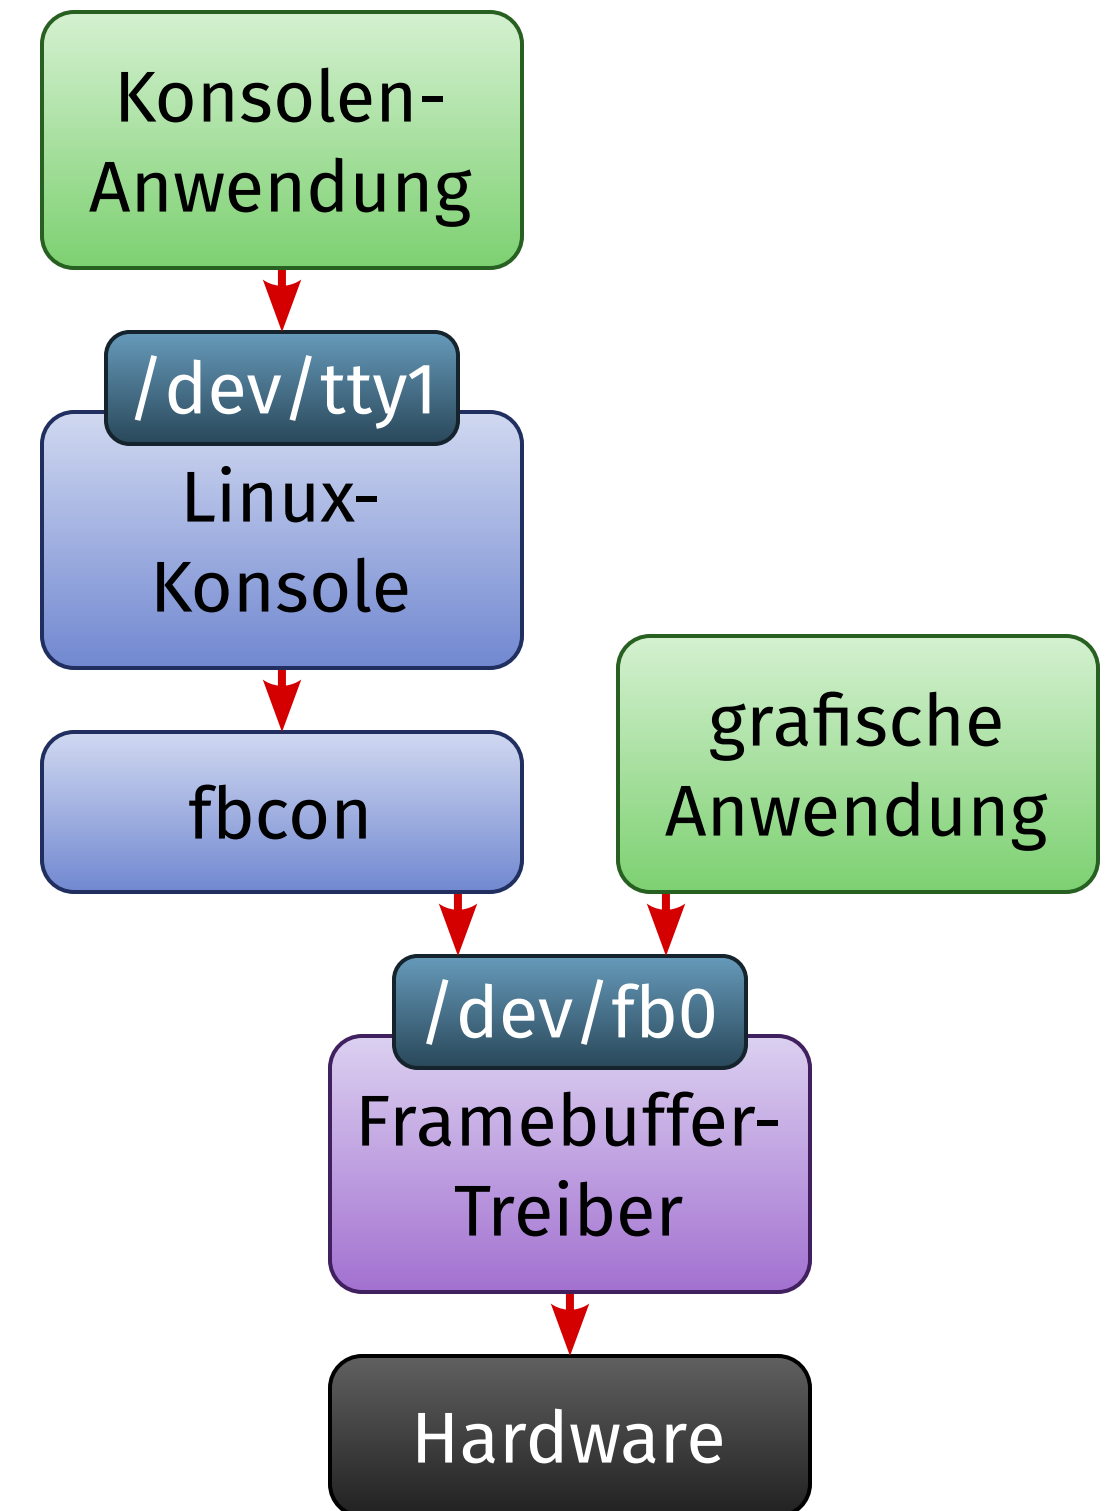 Konsolen-
Anwendung
/dev/tty1
Linux-
Konsole
fbcon
grafische
Anwendung
/dev/fb0
Framebuffer-
Treiber
Hardware